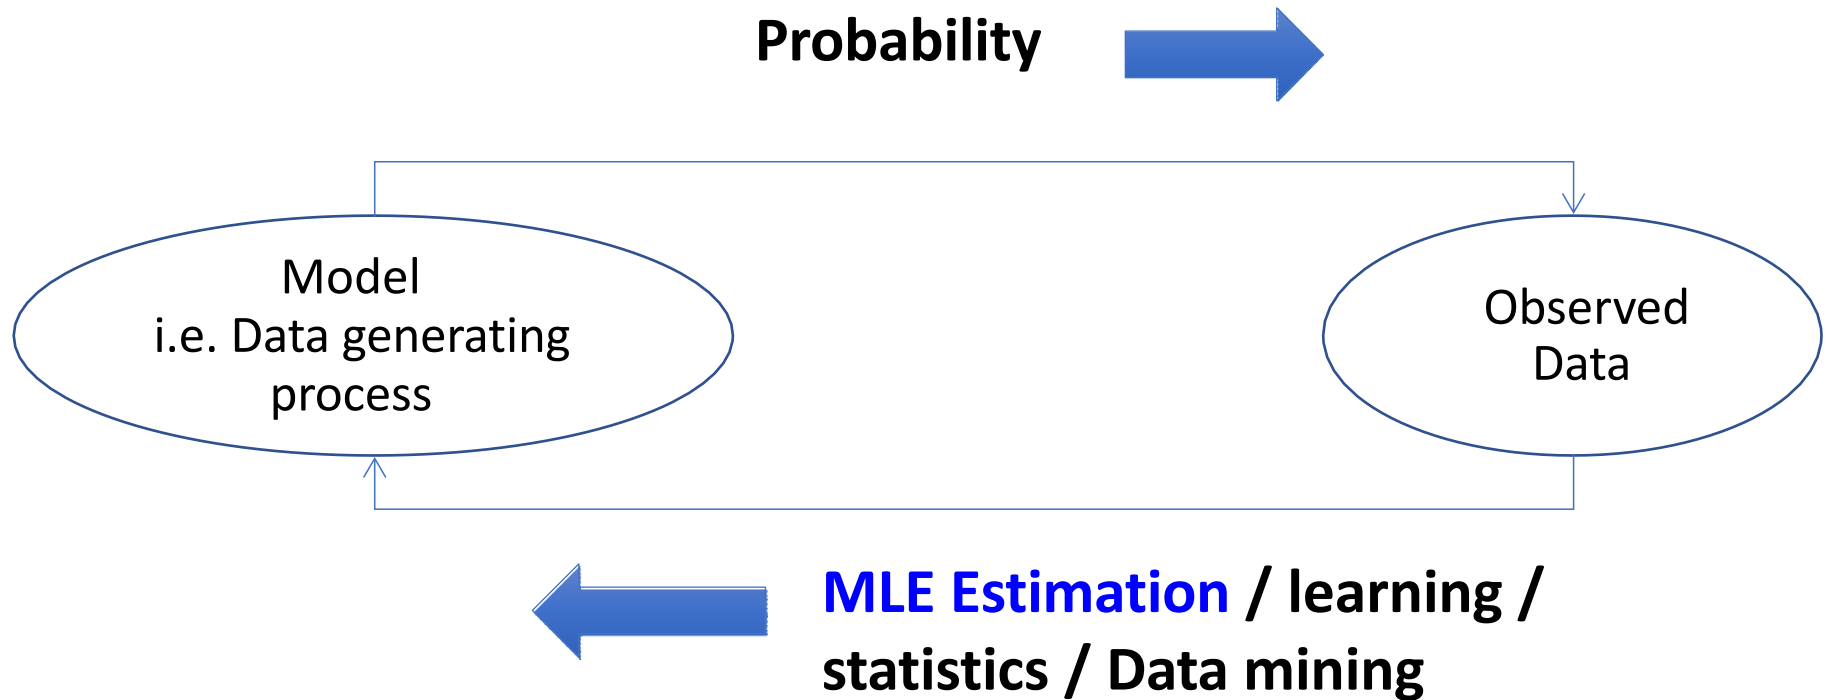 Probability
Model
i.e. Data generating
process
Observed
Data
MLE Estimation / learning /
statistics / Data mining